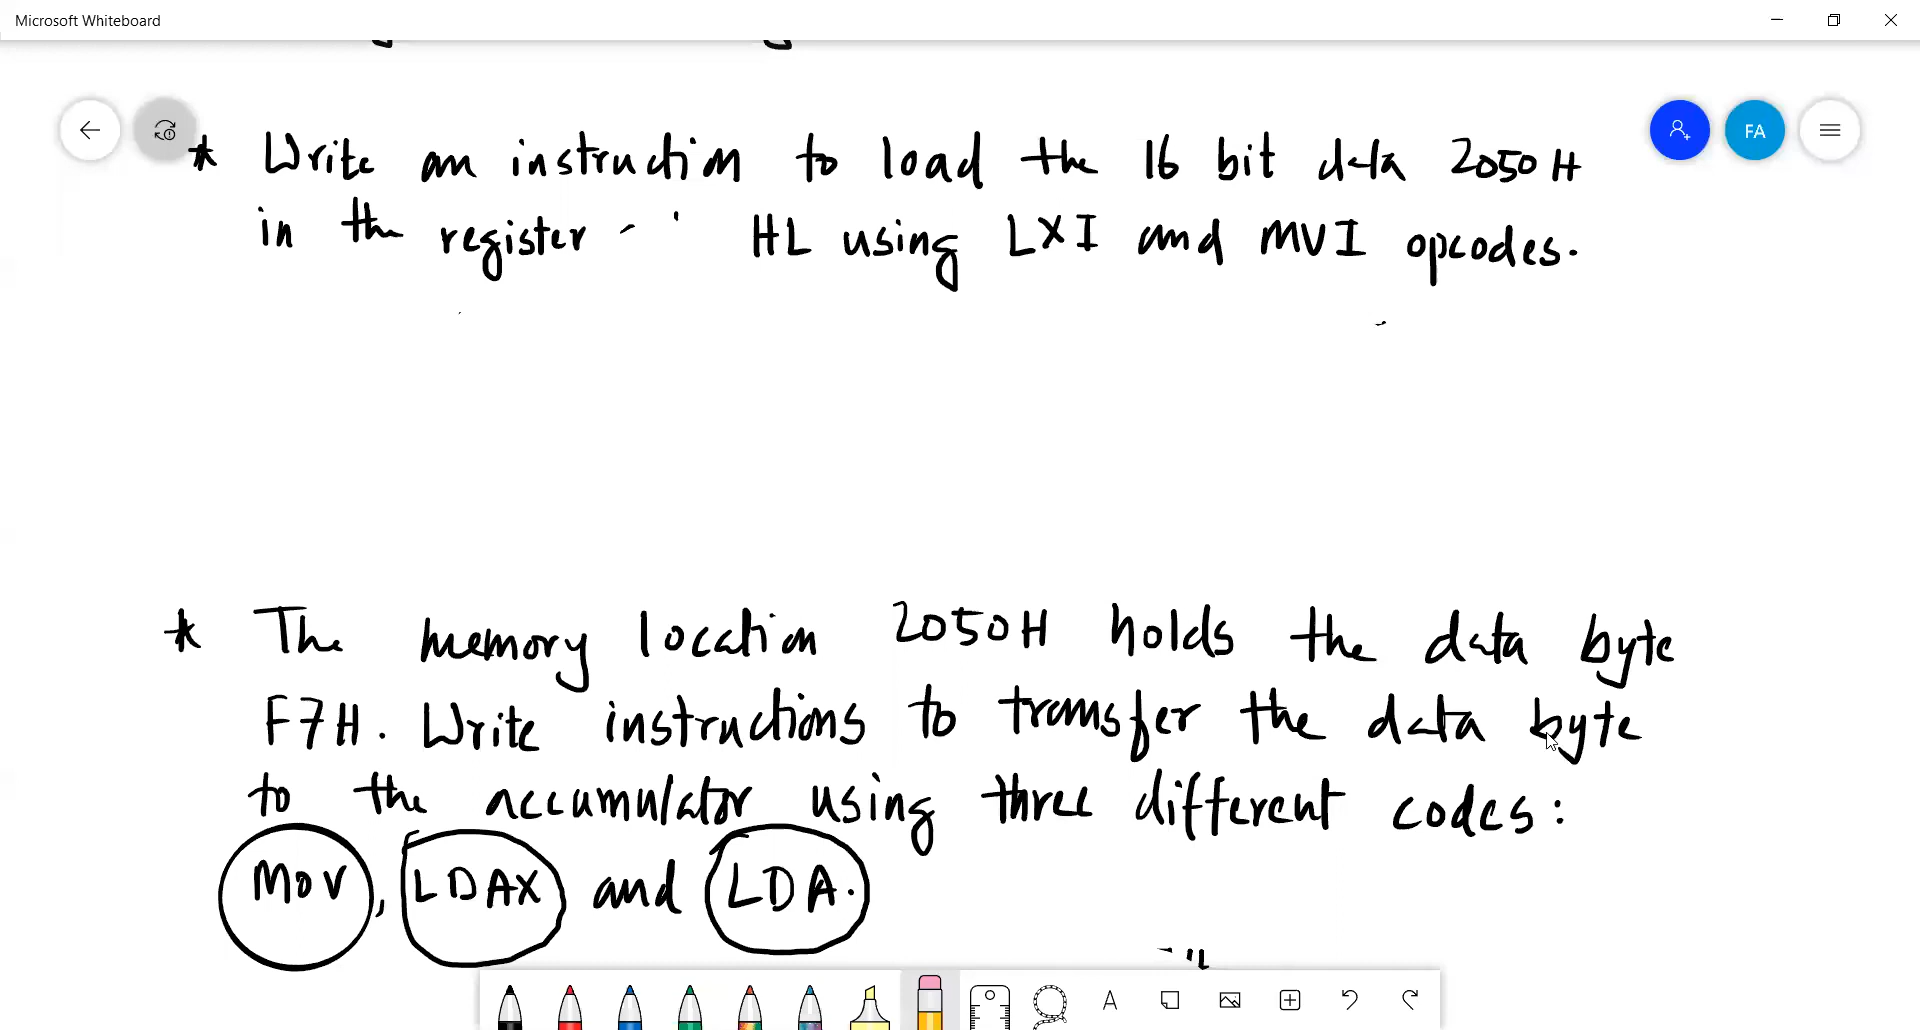 Microsoft Whiteboard
FA
* Write an instruction to load the 16 bit data 2050H
in the register HL using LXI and MVI opcodes.
* The memory location 2050H holds the data byte
F7H. Write instructions to transfer the data byte
to the accumulator using three different codes:
MOV, LDAX and LDA.
A